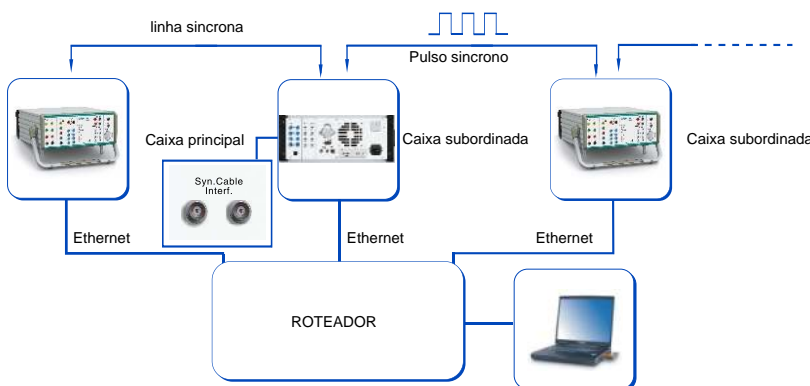 linha sincrona
Pulso sincrono
Caixa principal
Caixa subordinada
Caixa subordinada
Syn.Cable
Interf.
Ethernet
Ethernet
Ethernet
ROTEADOR